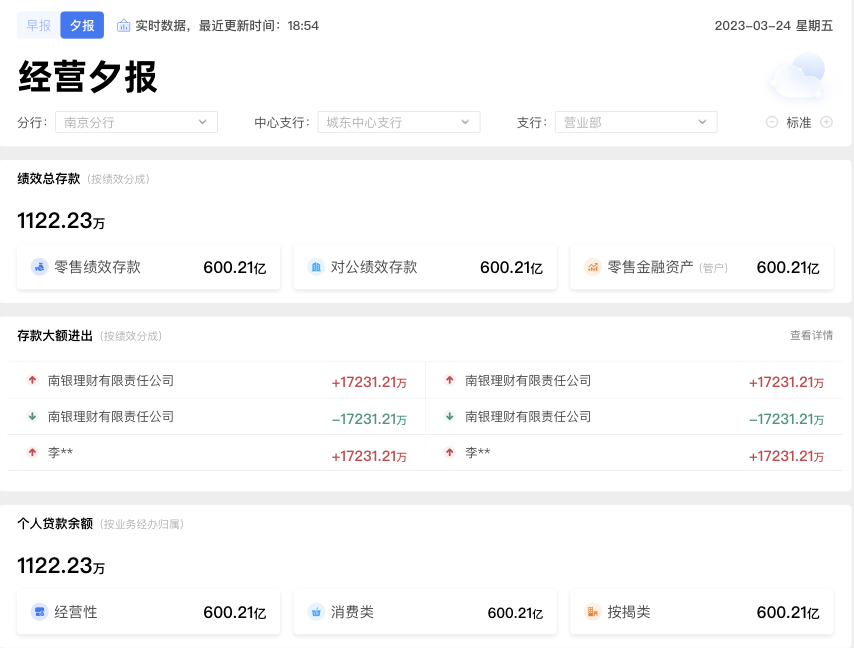 早报 夕报 实时数据，最近更新时间：18:54 2023-03-24 星期五
经营夕报
分行： 南京分行 中心支行： 城东中心支行 支行： 营业部 标准
绩效总存款 (按绩效分成)
1122.23万
零售绩效存款 600.21亿 对公绩效存款 600.21亿 零售金融资产 (管户) 600.21亿
存款大额进出 (按绩效分成) 查看详情
南银理财有限责任公司 +17231.21万 南银理财有限责任公司 +17231.21万
南银理财有限责任公司 -17231.21万 南银理财有限责任公司 -17231.21万
李** +17231.21万 李** +17231.21万
个人贷款余额 (按业务经办归属)
1122.23万
经营性 600.21亿 消费类 600.21亿 按揭类 600.21亿